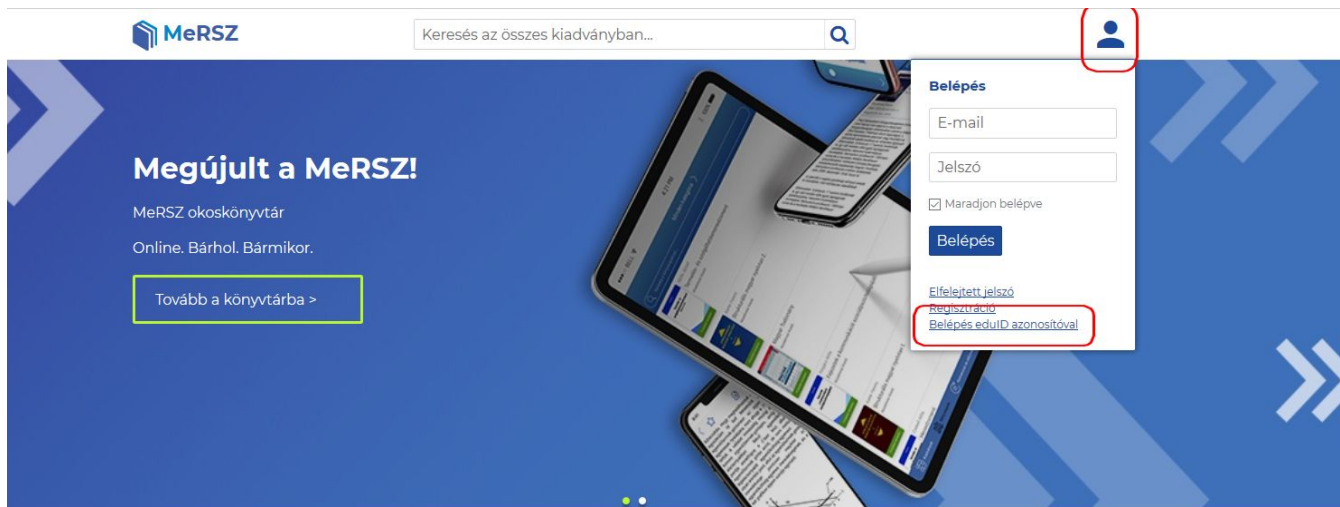 MeRSZ
Keresés az összes kiadványban...
Belépés
E-mail
Jelszó
Maradjon belépve
Belépés
Elfelejtett jelszó
Regisztráció
Belépés eduID azonosítóval
Megújult a MeRSZ!
MeRSZ okoskönyvtár
Online. Bárhol. Bármikor.
Tovább a könyvtárba >